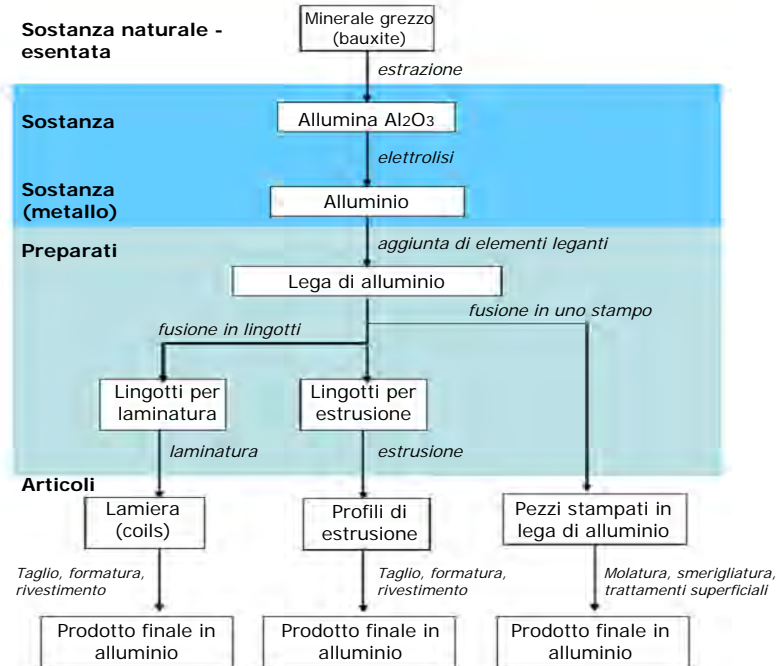 Sostanza naturale -
esentata
Minerale grezzo
(bauxite)
estrazione
Sostanza
Allumina Al2O3
elettrolisi
Sostanza
(metallo)
Alluminio
Preparati
aggiunta di elementi leganti
Lega di alluminio
fusione in lingotti
fusione in uno stampo
Lingotti per
laminatura
Lingotti per
estrusione
laminatura
estrusione
Articoli
Lamiera
(coils)
Profili di
estrusione
Pezzi stampati in
lega di alluminio
Taglio, formatura,
rivestimento
Taglio, formatura,
rivestimento
Molatura, smerigliatura,
trattamenti superficiali
Prodotto finale in
alluminio
Prodotto finale in
alluminio
Prodotto finale in
alluminio